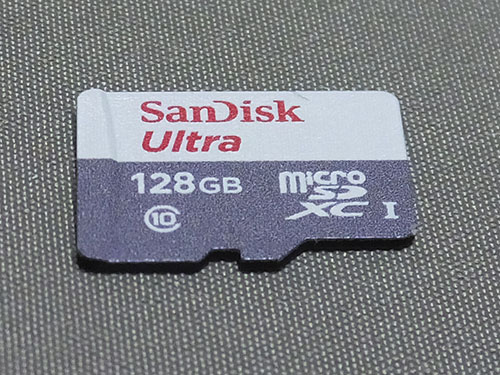 SanDisk
Ultra
128GB
micro
SD
XC I
10